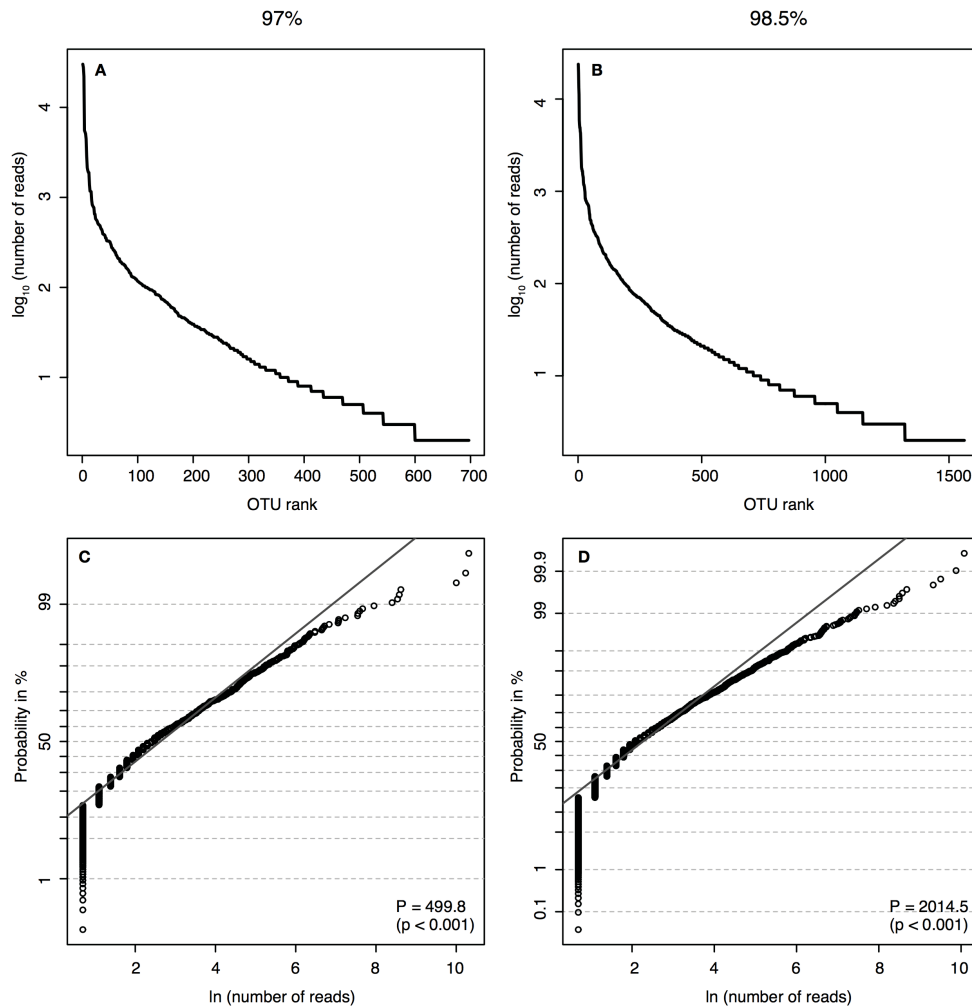 97%
98.5%
A
B
4
3
2
1
log10 (number of reads)
0 100 200 300 400 500 600 700
OTU rank
4
3
2
1
log10 (number of reads)
0 500 1000 1500
OTU rank
C
D
99
50
1
Probability in %
P = 499.8
(p < 0.001)
2 4 6 8 10
ln (number of reads)
99.9
99
50
1
0.1
Probability in %
P = 2014.5
(p < 0.001)
2 4 6 8 10
ln (number of reads)